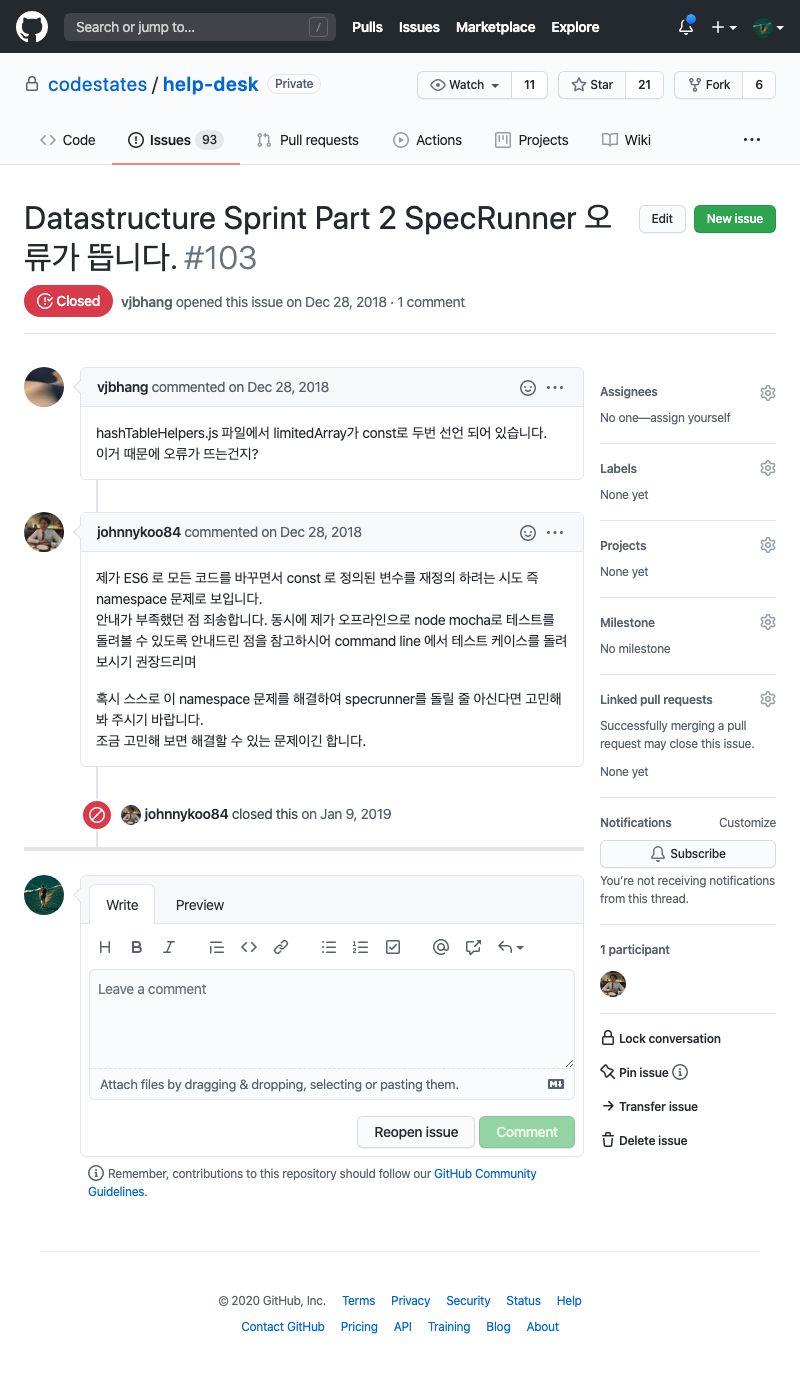 Search or jump to...
/
Pulls
Issues
Marketplace
Explore
codestates / help-desk
Private
Watch
11
Star
21
Fork
6
Code
Issues 93
Pull requests
Actions
Projects
Wiki
Datastructure Sprint Part 2 SpecRunner 오
류가 뜹니다. #103
Edit
New issue
Closed
vjbhang opened this issue on Dec 28, 2018 · 1 comment
vjbhang commented on Dec 28, 2018
hashTableHelpers.js 파일에서 limitedArray가 const로 두번 선언 되어 있습니다.
이거 때문에 오류가 뜨는건지?
johnnykoo84 commented on Dec 28, 2018
제가 ES6 로 모든 코드를 바꾸면서 const 로 정의된 변수를 재정의 하려는 시도 즉
namespace 문제로 보입니다.
안내가 부족했던 점 죄송합니다. 동시에 제가 오프라인으로 node mocha로 테스트를
돌려볼 수 있도록 안내드린 점을 참고하시어 command line 에서 테스트 케이스를 돌려
보시기 권장드리며
혹시 스스로 이 namespace 문제를 해결하여 specrunner를 돌릴 줄 아신다면 고민해
봐 주시기 바랍니다.
조금 고민해 보면 해결할 수 있는 문제이긴 합니다.
johnnykoo84 closed this on Jan 9, 2019
Write
Preview
H B I
Leave a comment
Attach files by dragging & dropping, selecting or pasting them.
Reopen issue
Comment
Remember, contributions to this repository should follow our GitHub Community
Guidelines.
Assignees
No one—assign yourself
Labels
None yet
Projects
None yet
Milestone
No milestone
Linked pull requests
Successfully merging a pull
request may close this issue.
None yet
Notifications
Customize
Subscribe
You're not receiving notifications
from this thread.
1 participant
Lock conversation
Pin issue
Transfer issue
Delete issue
© 2020 GitHub, Inc.
Terms
Privacy
Security
Status
Help
Contact GitHub
Pricing
API
Training
Blog
About